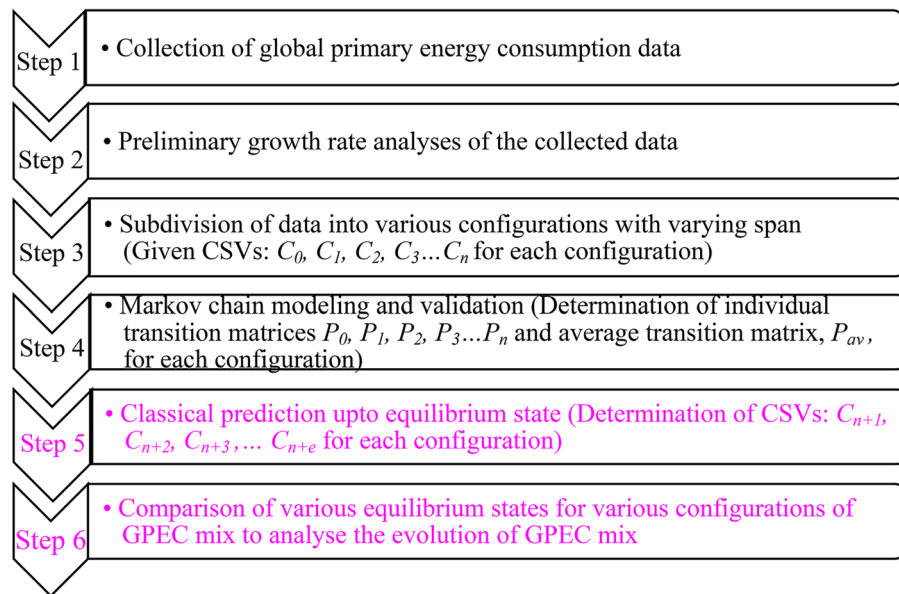 Step 1
• Collection of global primary energy consumption data
Step 2
• Preliminary growth rate analyses of the collected data
Step 3
• Subdivision of data into various configurations with varying span
(Given CSVs: C₀, C₁, C₂, C₃...Cₙ for each configuration)
Step 4
• Markov chain modeling and validation (Determination of individual
transition matrices P₀, P₁, P₂, P₃...Pₙ and average transition matrix, Pav,
for each configuration)
Step 5
• Classical prediction upto equilibrium state (Determination of CSVs: Cn+1,
Cn+2, Cn+3,... Cn+e for each configuration)
Step 6
• Comparison of various equilibrium states for various configurations of
GPEC mix to analyse the evolution of GPEC mix